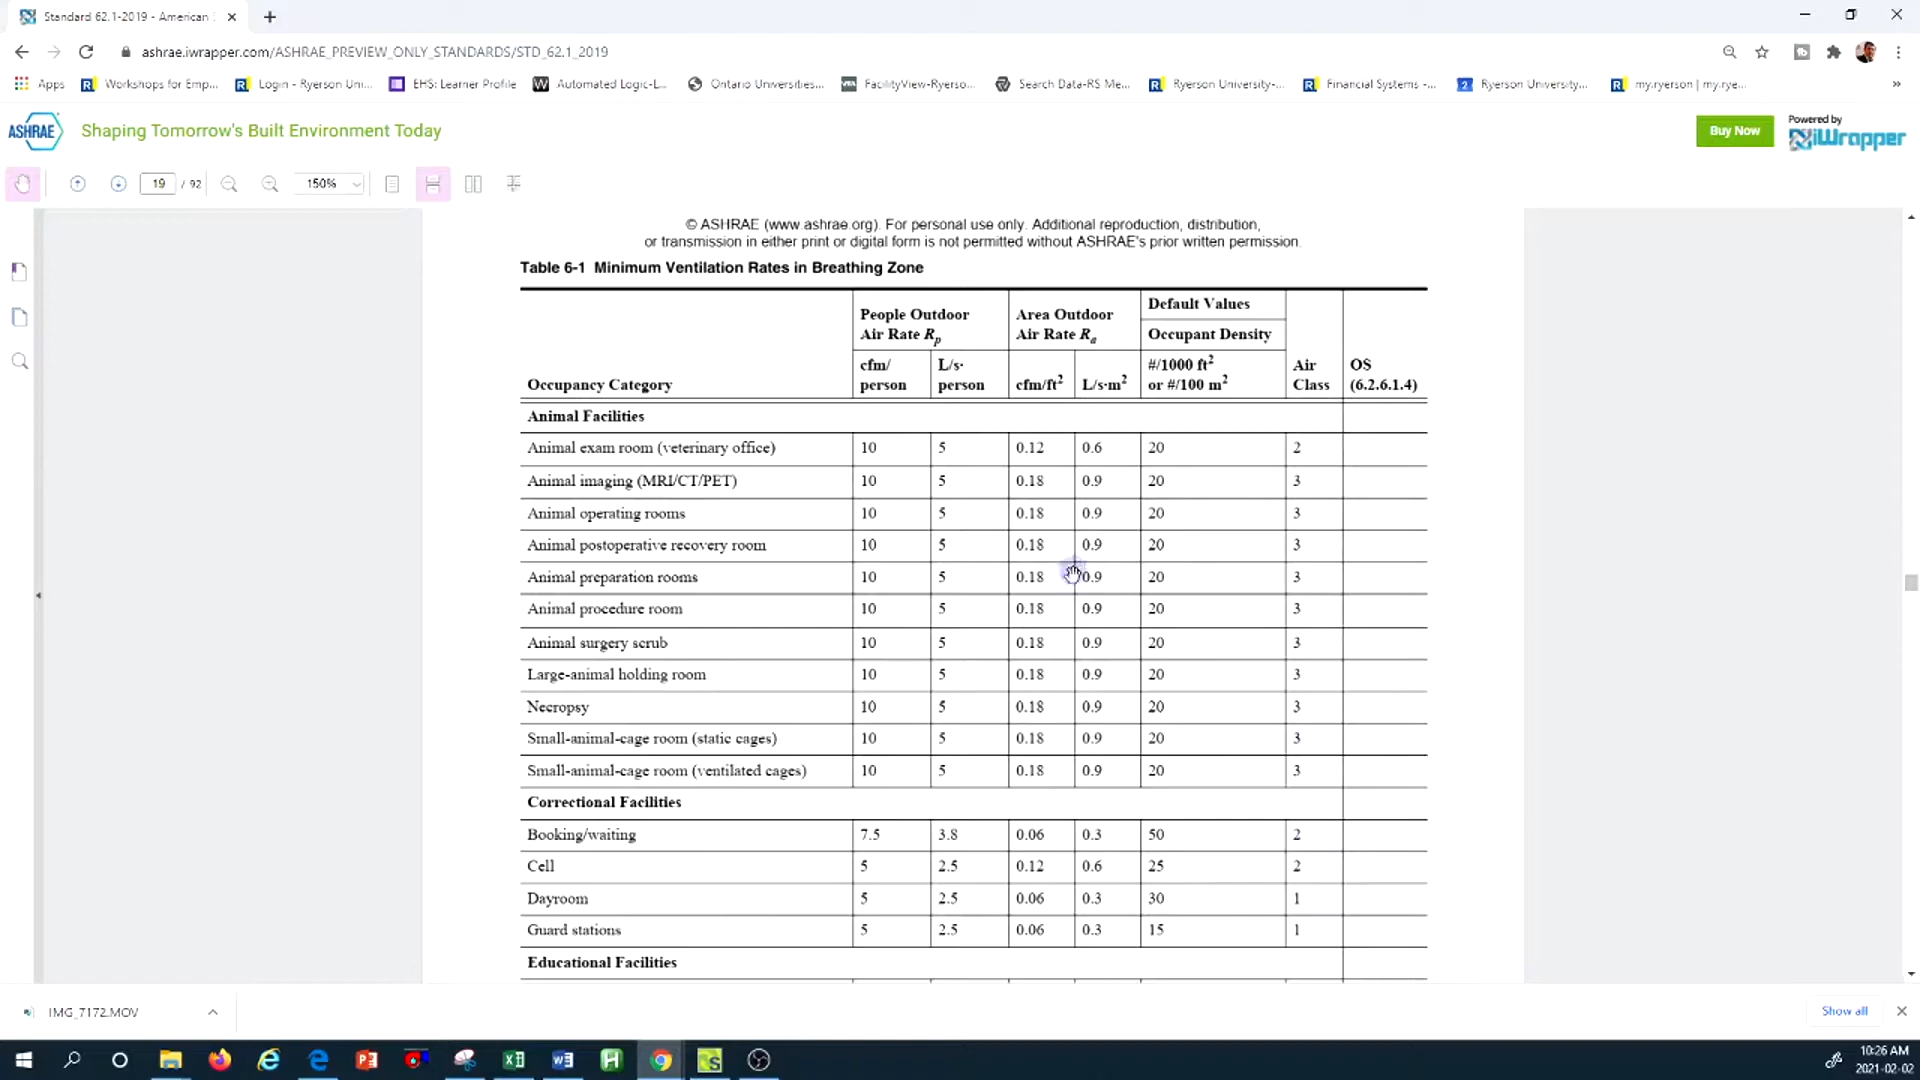 Standard 62.1-2019 - American
ashrae.iwrapper.com/ASHRAE_PREVIEW_ONLY_STANDARDS/STD_62.1_2019
Apps Workshops for Emp... Login - Ryerson Uni... EHS: Learner Profile Automated Logic-L... Ontario Universities... FacilityView-Ryerso... Search Data-RS Me... Ryerson University-... Financial Systems -... Ryerson University... my.ryerson | my.rye... »
ASHRAE Shaping Tomorrow's Built Environment Today Buy Now Powered by
iWrapper
19 / 92 150%
© ASHRAE (www.ashrae.org). For personal use only. Additional reproduction, distribution,
or transmission in either print or digital form is not permitted without ASHRAE's prior written permission.
Table 6-1 Minimum Ventilation Rates in Breathing Zone
People Outdoor Area Outdoor Default Values
Air Rate Rp Air Rate Ra Occupant Density
cfm/ L/s· #/1000 ft² Air OS
Occupancy Category person person cfm/ft² L/s·m² or #/100 m² Class (6.2.6.1.4)
Animal Facilities
Animal exam room (veterinary office) 10 5 0.12 0.6 20 2
Animal imaging (MRI/CT/PET) 10 5 0.18 0.9 20 3
Animal operating rooms 10 5 0.18 0.9 20 3
Animal postoperative recovery room 10 5 0.18 0.9 20 3
Animal preparation rooms 10 5 0.18 0.9 20 3
Animal procedure room 10 5 0.18 0.9 20 3
Animal surgery scrub 10 5 0.18 0.9 20 3
Large-animal holding room 10 5 0.18 0.9 20 3
Necropsy 10 5 0.18 0.9 20 3
Small-animal-cage room (static cages) 10 5 0.18 0.9 20 3
Small-animal-cage room (ventilated cages) 10 5 0.18 0.9 20 3
Correctional Facilities
Booking/waiting 7.5 3.8 0.06 0.3 50 2
Cell 5 2.5 0.12 0.6 25 2
Dayroom 5 2.5 0.06 0.3 30 1
Guard stations 5 2.5 0.06 0.3 15 1
Educational Facilities
IMG_7172.MOV Show all
10:26 AM
2021-02-02